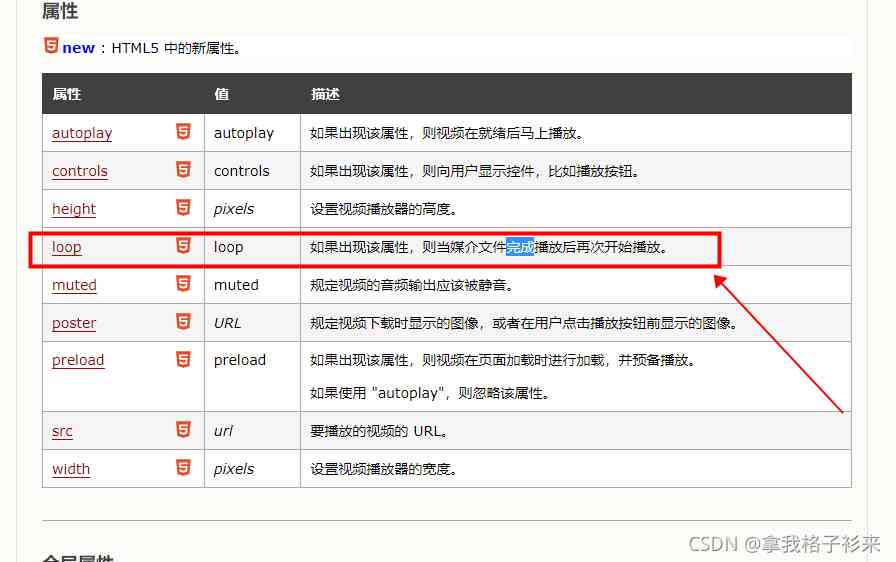 属性
new : HTML5 中的新属性。
属性 值 描述
autoplay autoplay 如果出现该属性，则视频在就绪后马上播放。
controls controls 如果出现该属性，则向用户显示控件，比如播放按钮。
height pixels 设置视频播放器的高度。
loop loop 如果出现该属性，则当媒介文件完成播放后再次开始播放。
muted muted 规定视频的音频输出应该被静音。
poster URL 规定视频下载时显示的图像，或者在用户点击播放按钮前显示的图像。
preload preload 如果出现该属性，则视频在页面加载时进行加载，并预备播放。
如果使用 "autoplay"，则忽略该属性。
src url 要播放的视频的 URL。
width pixels 设置视频播放器的宽度。
全局属性
CSDN @拿我格子衫来